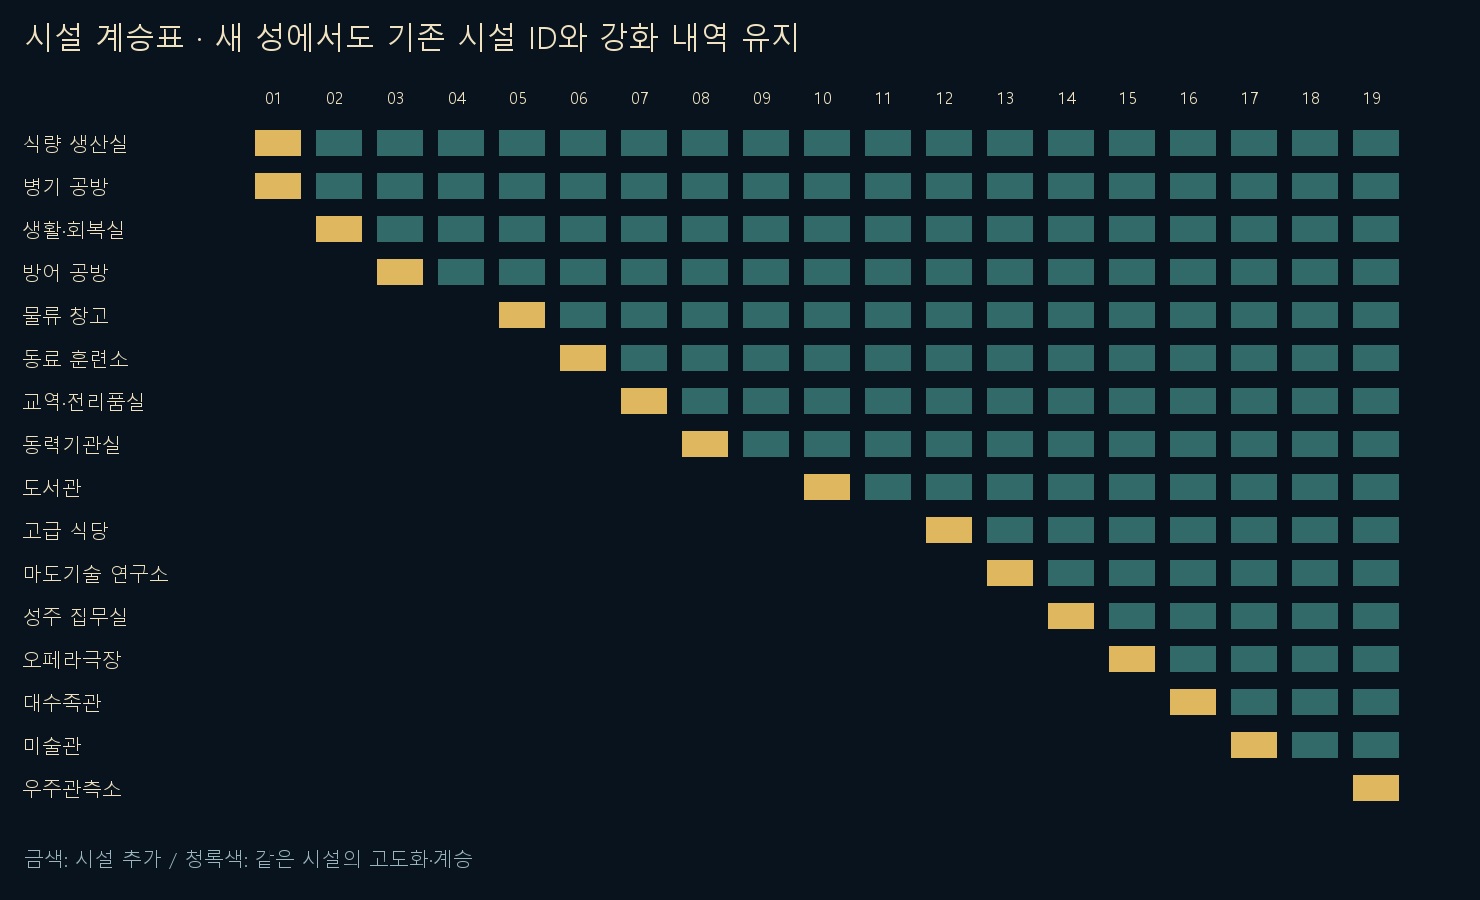 시설 계승표 · 새 성에서도 기존 시설 ID와 강화 내역 유지
01 02 03 04 05 06 07 08 09 10 11 12 13 14 15 16 17 18 19
식량 생산실
병기 공방
생활·회복실
방어 공방
물류 창고
동료 훈련소
교역·전리품실
동력기관실
도서관
고급 식당
마도기술 연구소
성주 집무실
오페라극장
대수족관
미술관
우주관측소
금색: 시설 추가 / 청록색: 같은 시설의 고도화·계승